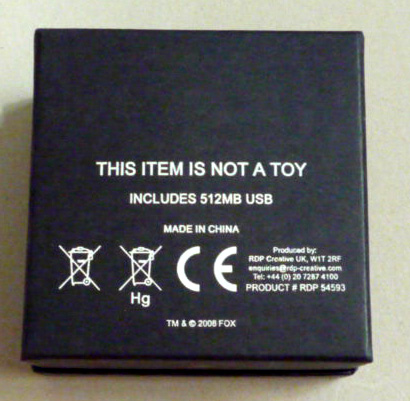 THIS ITEM IS NOT A TOY
INCLUDES 512MB USB
MADE IN CHINA
Hg
CE
Produced by:
RDP Creative UK, W1T 2RF
enquiries@rdp-creative.com
Tel: +44 (0) 20 7287 4100
PRODUCT # RDP 54593
TM & © 2008 FOX